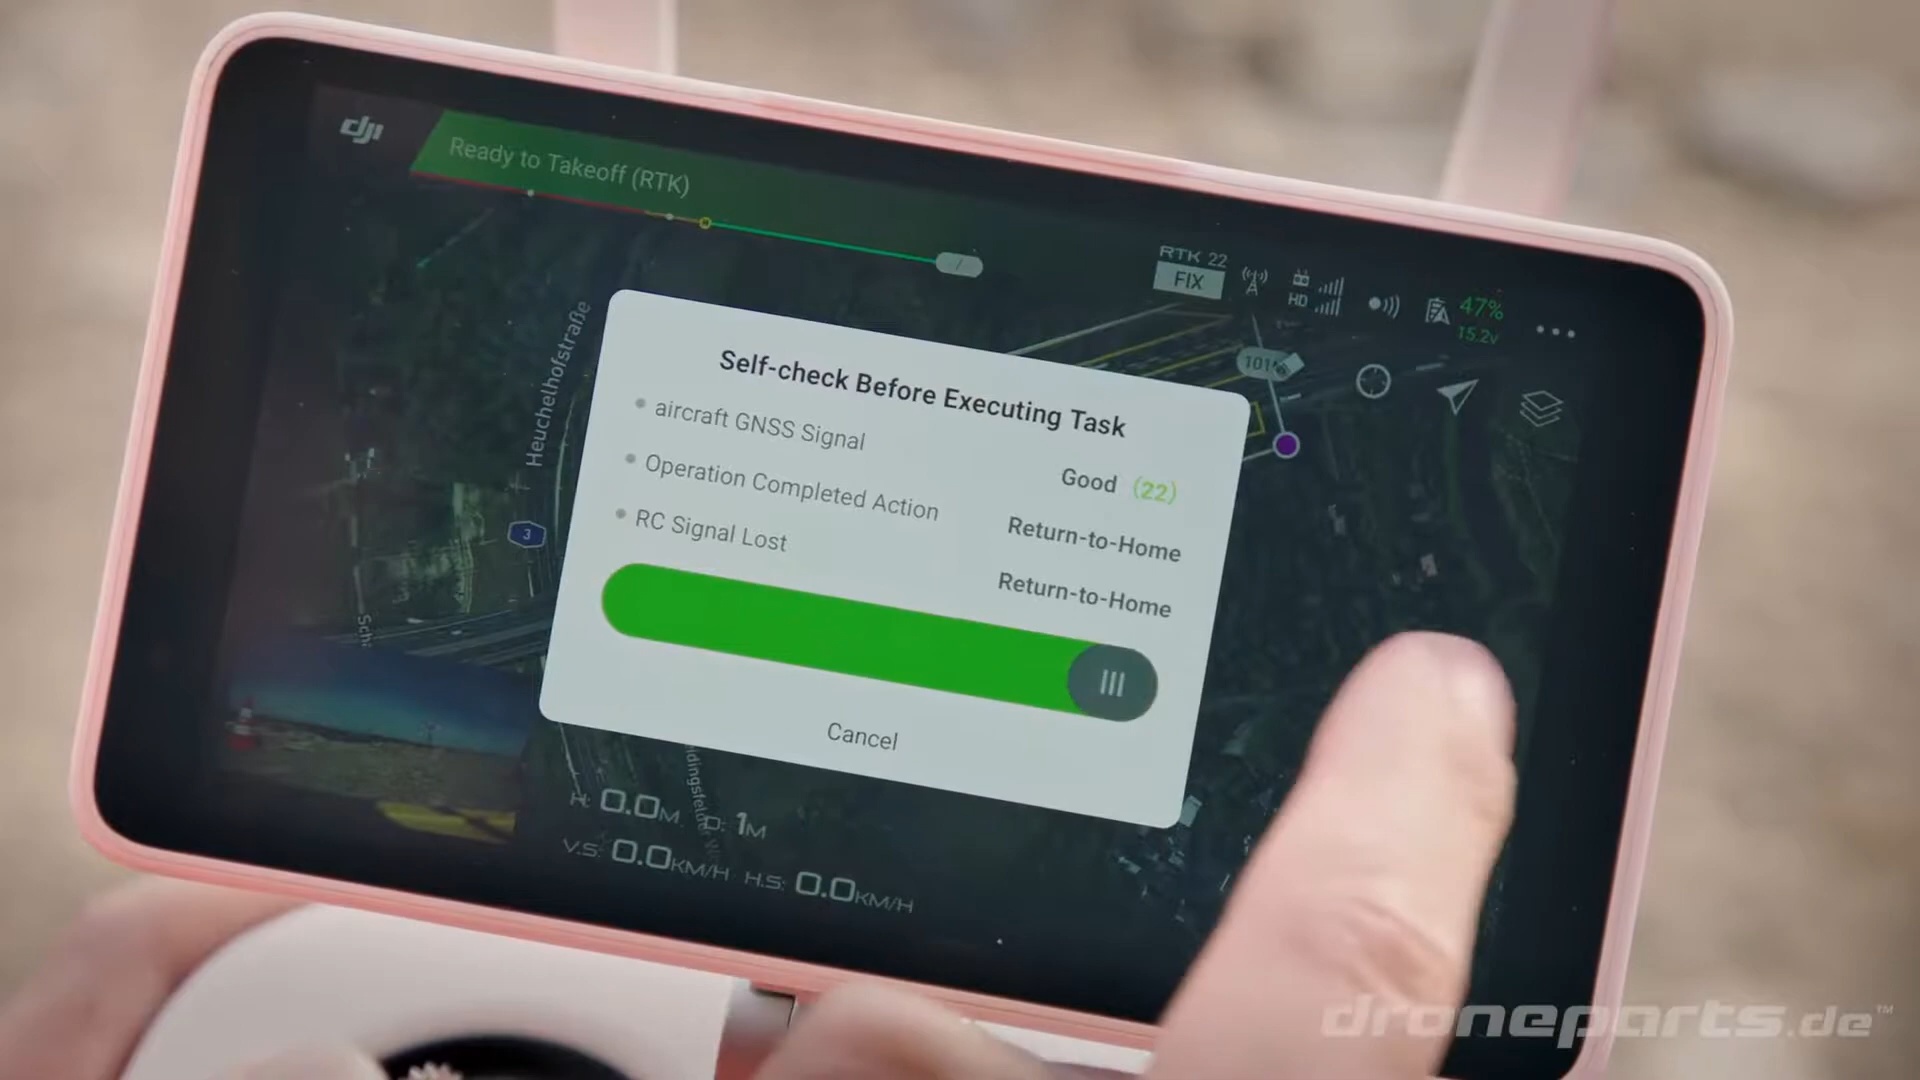 dji
Ready to Takeoff (RTK)
RTK 22
FIX
HD
47%
15.2V
101%
Heuchelhofstraße
3
Self-check Before Executing Task
aircraft GNSS Signal
Good (22)
Operation Completed Action
Return-to-Home
RC Signal Lost
Return-to-Home
Cancel
H: 0.0M D: 1M
V.S: 0.0KM/H H.S: 0.0KM/H
droneparts.de™